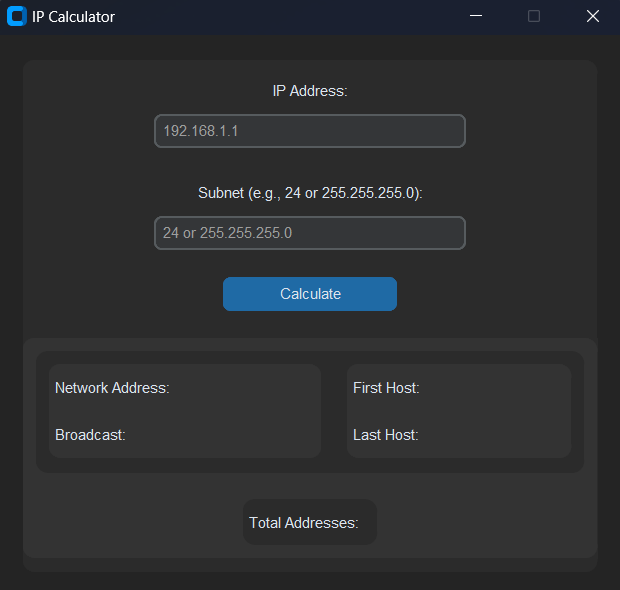 IP Calculator
IP Address:
192.168.1.1
Subnet (e.g., 24 or 255.255.255.0):
24 or 255.255.255.0
Calculate
Network Address:
First Host:
Broadcast:
Last Host:
Total Addresses: